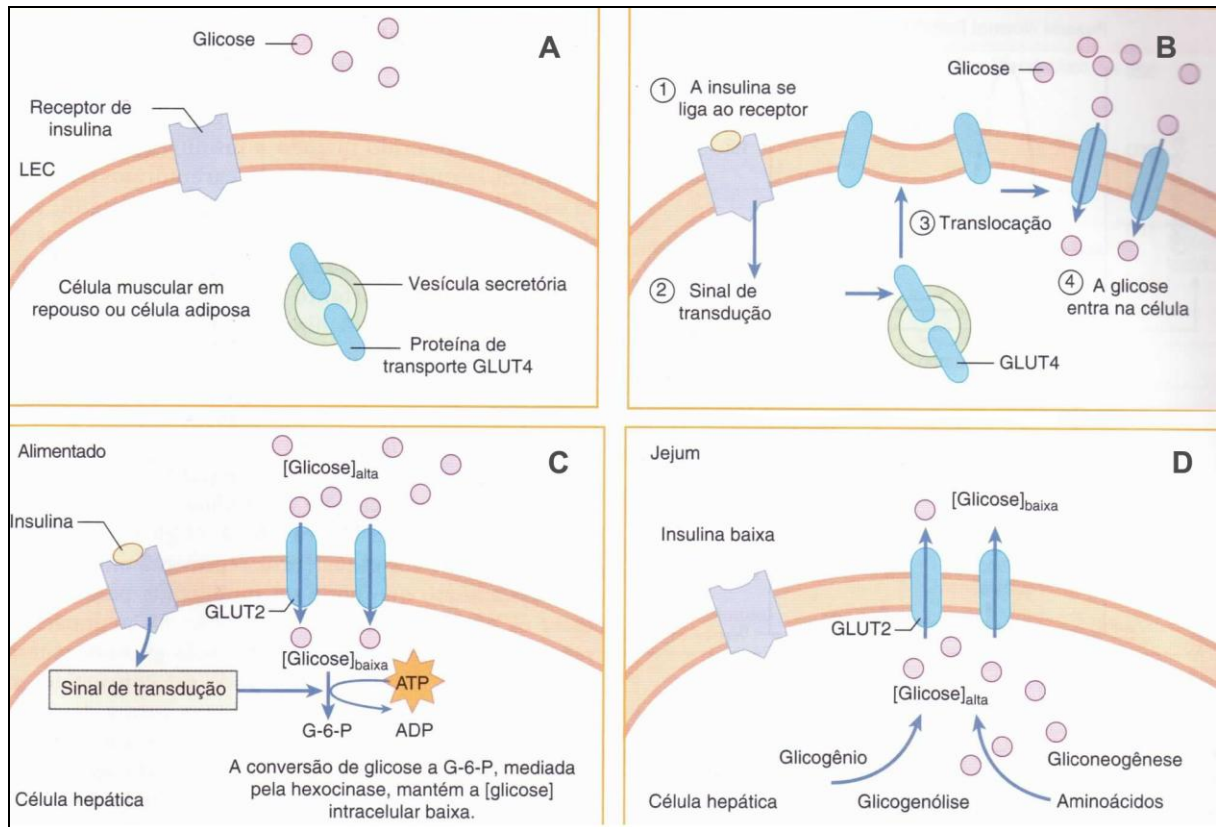 A
Glicose
Receptor de
insulina
LEC
Célula muscular em
repouso ou célula adiposa
Vesícula secretória
Proteína de
transporte GLUT4
B
Glicose
1 A insulina se
liga ao receptor
3 Translocação
2 Sinal de
transdução
4 A glicose
entra na célula
GLUT4
C
Alimentado
[Glicose]alta
Insulina
GLUT2
[Glicose]baixa
Sinal de transdução
ATP
G-6-P
ADP
A conversão de glicose a G-6-P, mediada
pela hexocinase, mantém a [glicose]
intracelular baixa.
Célula hepática
D
Jejum
[Glicose]baixa
Insulina baixa
GLUT2
[Glicose]alta
Glicogênio
Gliconeogênese
Célula hepática
Glicogenólise
Aminoácidos